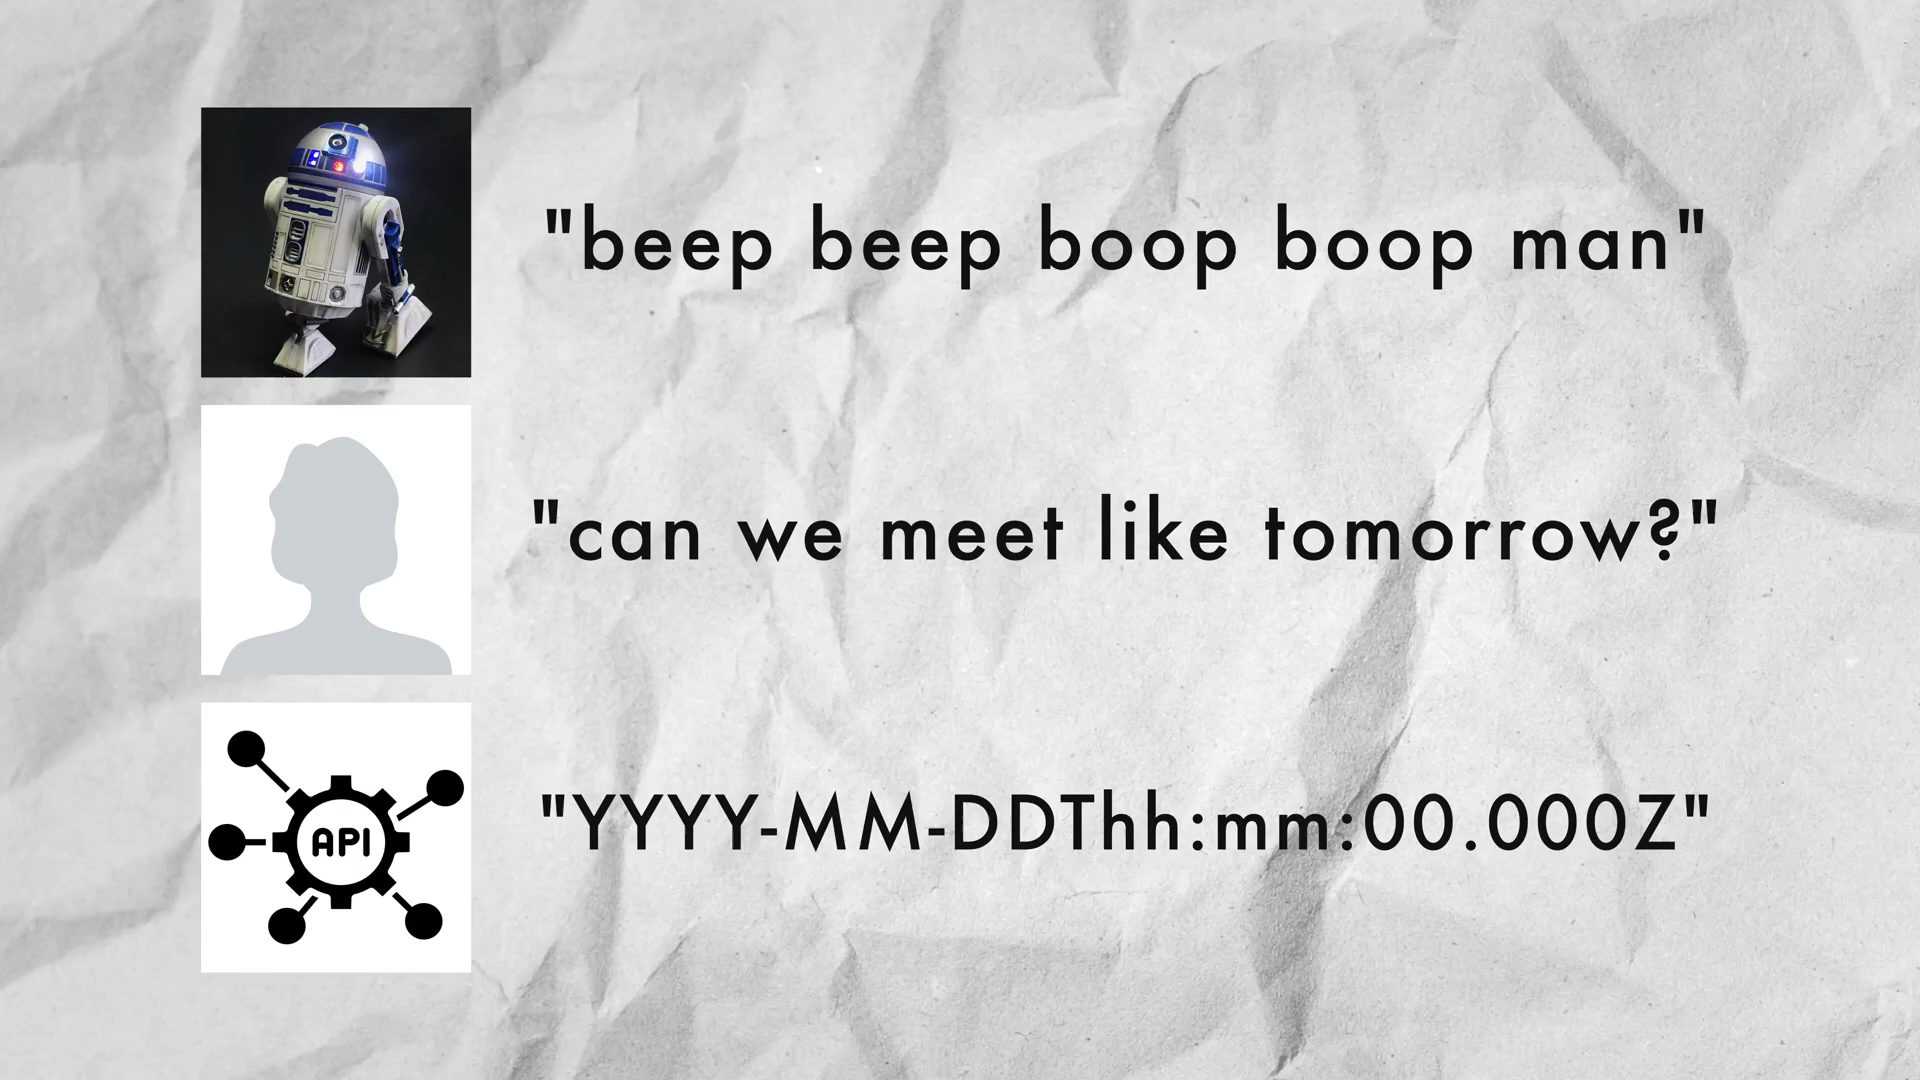 "beep beep boop boop man"
"can we meet like tomorrow?"
API
"YYYY-MM-DDThh:mm:00.000Z"